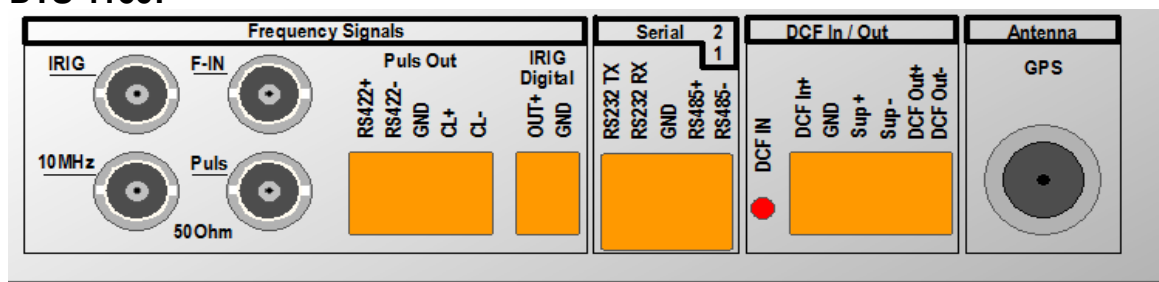 Frequency Signals
Serial 2
1
DCF In / Out
Antenna
IRIG
F-IN
Puls Out
IRIG
Digital
GPS
RS422+
RS422-
GND
CL+
CL-
OUT+
GND
RS232 TX
RS232 RX
GND
RS485+
RS485-
DCF IN
DCF In+
GND
Sup +
Sup -
DCF Out+
DCF Out-
10MHz
Puls
50 Ohm